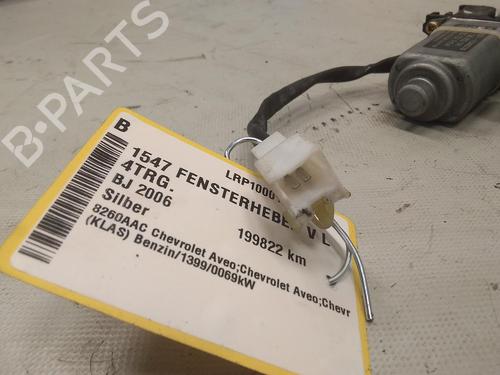 B-PARTS
B
LRP1000
1547 FENSTERHEBE V L
4TRG.
BJ 2006
Silber
199822 km
8260AAC Chevrolet Aveo;Chevrolet Aveo;Chevr
(KLAS) Benzin/1399/0069kW